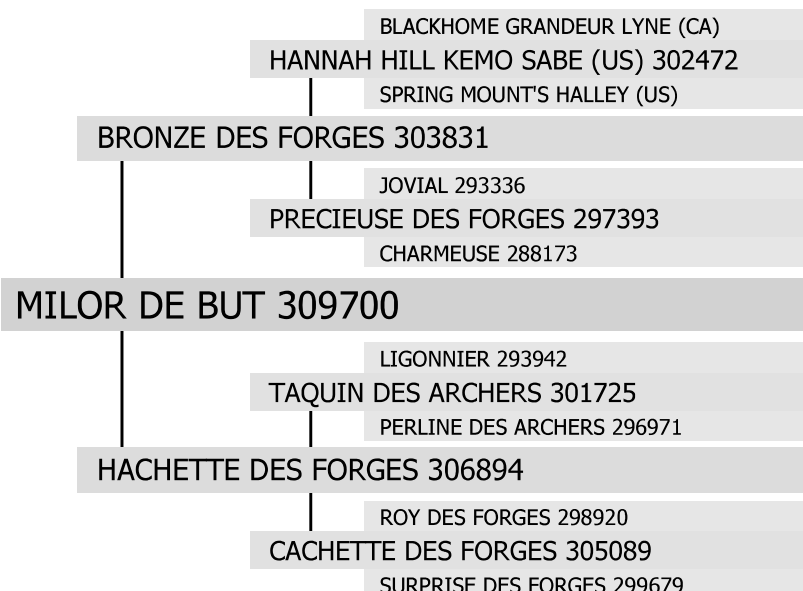 BLACKHOME GRANDEUR LYNE (CA)
HANNAH HILL KEMO SABE (US) 302472
SPRING MOUNT'S HALLEY (US)
BRONZE DES FORGES 303831
JOVIAL 293336
PRECIEUSE DES FORGES 297393
CHARMEUSE 288173
MILOR DE BUT 309700
LIGONNIER 293942
TAQUIN DES ARCHERS 301725
PERLINE DES ARCHERS 296971
HACHETTE DES FORGES 306894
ROY DES FORGES 298920
CACHETTE DES FORGES 305089
SURPRISE DES FORGES 299679